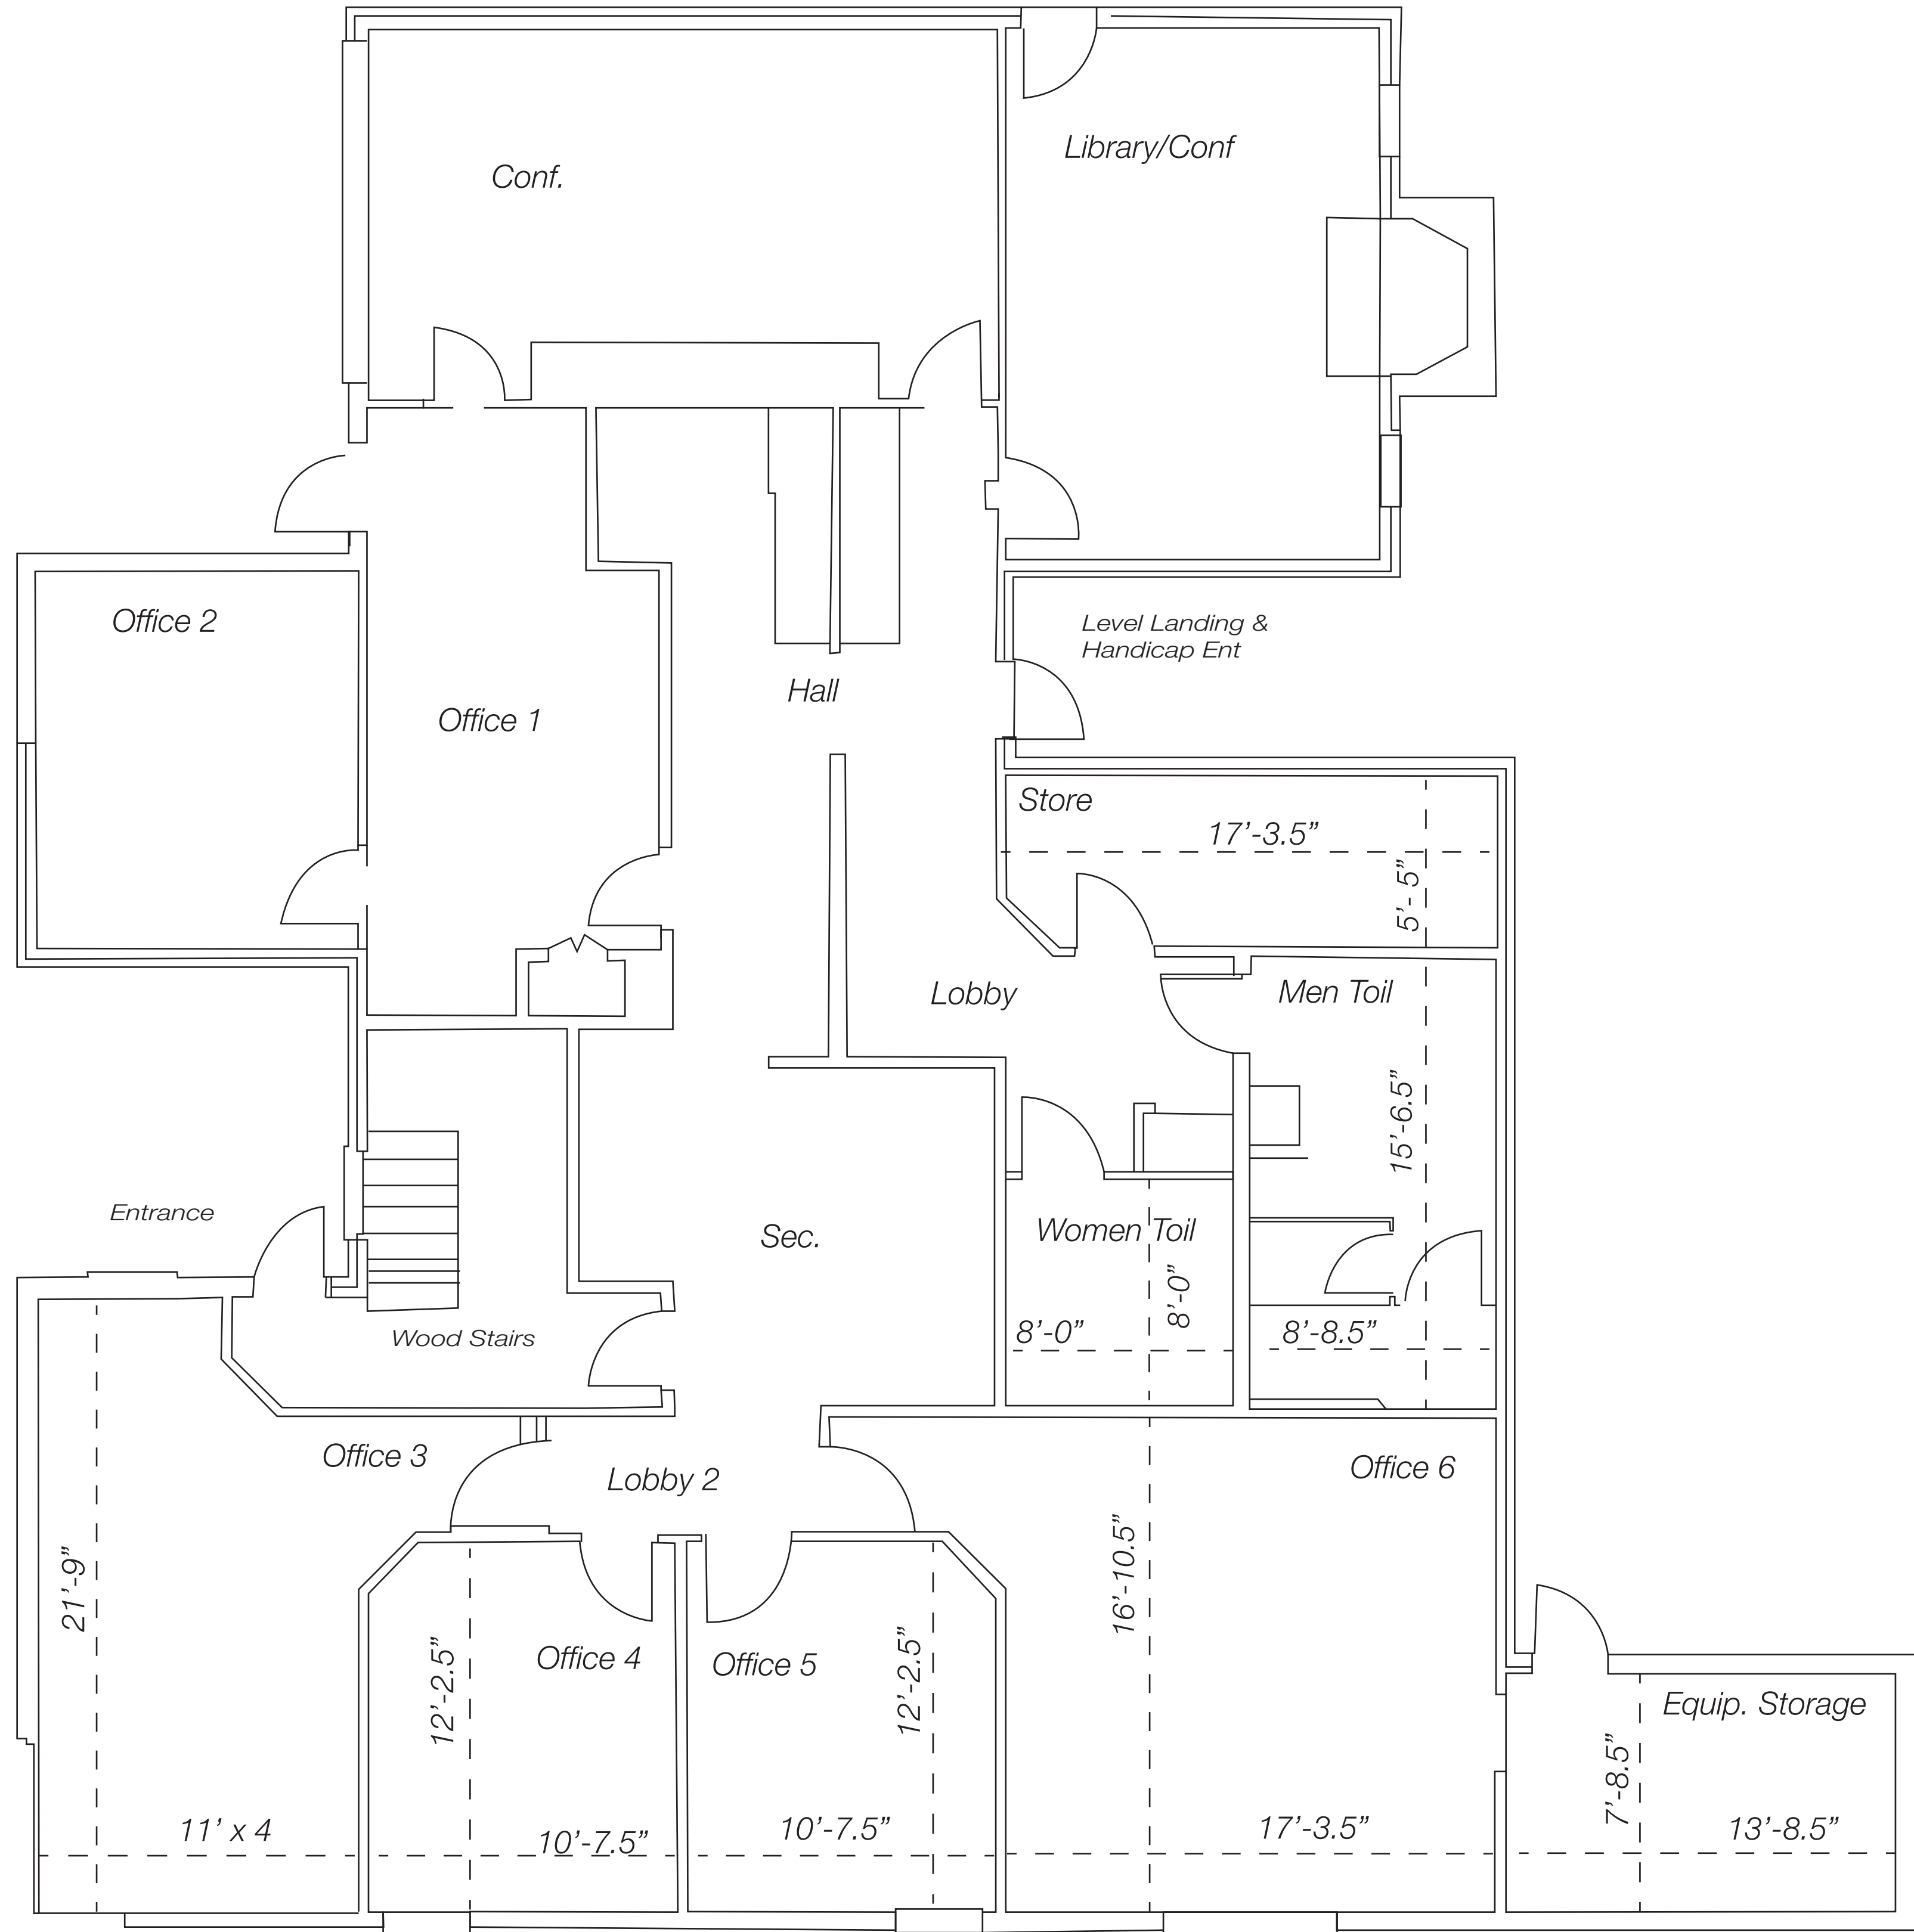 Conf.
Library/Conf
Office 2
Level Landing &
Handicap Ent
Hall
Office 1
Store
17’-3.5”
5’- 5”
Lobby
Men Toil
15’-6.5”
Entrance
Sec.
Women Toil
8’-0”
8’-0”
8’-8.5”
Wood Stairs
Office 3
Lobby 2
Office 6
21’-9”
16’-10.5”
12’-2.5”
Office 4
Office 5
12’-2.5”
Equip. Storage
7’-8.5”
11’ x 4
10’-7.5”
10’-7.5”
17’-3.5”
13’-8.5”